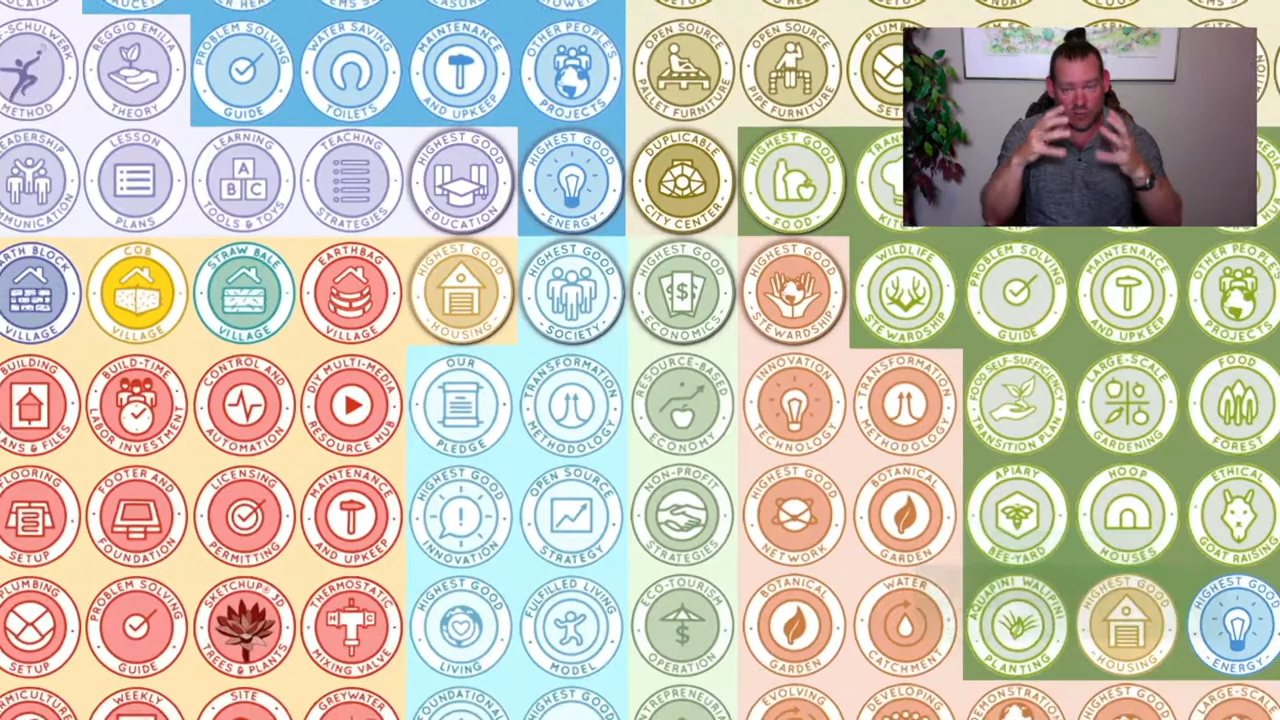 -SCHULWERK
METHOD
REGGIO EMILIA
THEORY
PROBLEM SOLVING
GUIDE
WATER SAVING
TOILETS
MAINTENANCE
AND UPKEEP
OTHER PEOPLE'S
PROJECTS
OPEN SOURCE
PALLET FURNITURE
OPEN SOURCE
PIPE FURNITURE
LEADERSHIP
LESSON
PLANS
LEARNING
TOOLS & TOYS
TEACHING
STRATEGIES
HIGHEST GOOD
EDUCATION
HIGHEST GOOD
- ENERGY -
DUPLICABLE
CITY CENTER
HIGHEST GOOD
- FOOD -
VILLAGE
COB
VILLAGE
STRAW BALE
VILLAGE
EARTHBAG
VILLAGE
HIGHEST GOOD
- HOUSING -
HIGHEST GOOD
- SOCIETY -
HIGHEST GOOD
ECONOMICS
$
HIGHEST GOOD
STEWARDSHIP
WILDLIFE
STEWARDSHIP
PROBLEM SOLVING
GUIDE
MAINTENANCE
AND UPKEEP
OTHER PEOPLE'S
PROJECTS
BUILDING
BUILD-TIME
LABOR INVESTMENT
CONTROL AND
AUTOMATION
DIY MULTI-MEDIA
RESOURCE HUB
OUR
PLEDGE
TRANSFORMATION
METHODOLOGY
RESOURCE-BASED
ECONOMY
INNOVATION
TECHNOLOGY
TRANSFORMATION
METHODOLOGY
FOOD SELF-SUFFICIENCY
TRANSITION PLAN
LARGE-SCALE
GARDENING
FOOD
FOREST
FLOORING
SETUP
FOOTER AND
FOUNDATION
LICENSING
PERMITTING
MAINTENANCE
AND UPKEEP
HIGHEST GOOD
INNOVATION
OPEN SOURCE
STRATEGY
NON-PROFIT
STRATEGIES
HIGHEST GOOD
NETWORK
BOTANICAL
GARDEN
APIARY
BEE-YARD
HOOP
HOUSES
ETHICAL
GOAT RAISING
PLUMBING
SETUP
PROBLEM SOLVING
GUIDE
SKETCHUP® 3D
TREES & PLANTS
THERMOSTATIC
H C
MIXING VALVE
HIGHEST GOOD
LIVING
FULFILLED LIVING
MODEL
ECO-TOURISM
$
OPERATION
BOTANICAL
GARDEN
WATER
CATCHMENT
AQUAPINI WALIPINI
PLANTING
HIGHEST GOOD
- HOUSING -
HIGHEST GOOD
- ENERGY -
WEEKLY
SITE
GREYWATER
FOUNDATIONAL
HIGHEST GOOD
EVOLVING
DEVELOPING
HIGHEST GOOD
LARGE-SCALE